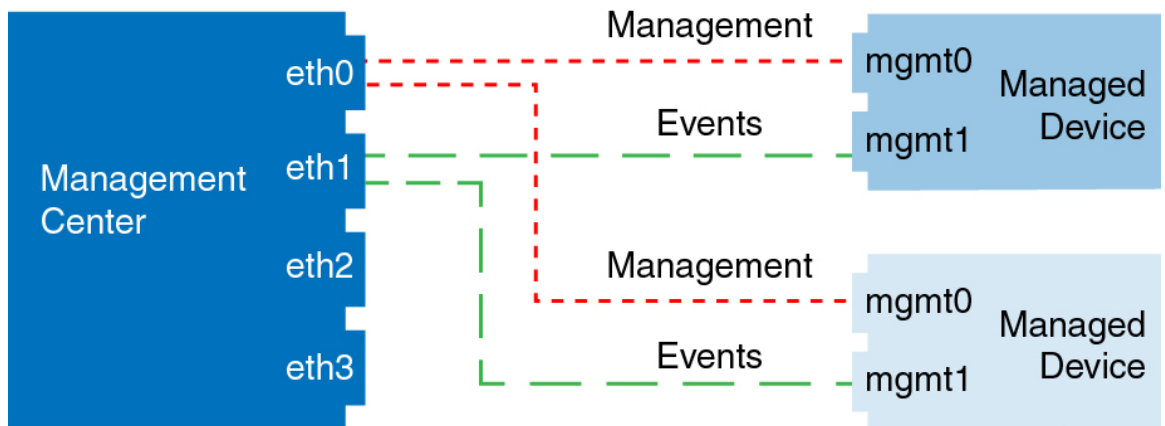 Management
Center
eth0
eth1
eth2
eth3
Management
Events
Management
Events
mgmt0
mgmt1
Managed
Device
mgmt0
mgmt1
Managed
Device